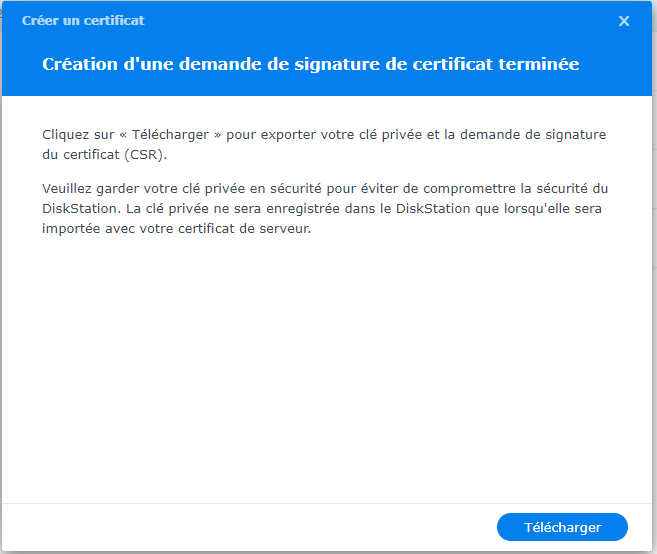 Créer un certificat
X
Création d'une demande de signature de certificat terminée
Cliquez sur « Télécharger » pour exporter votre clé privée et la demande de signature
du certificat (CSR).
Veuillez garder votre clé privée en sécurité pour éviter de compromettre la sécurité du
DiskStation. La clé privée ne sera enregistrée dans le DiskStation que lorsqu'elle sera
importée avec votre certificat de serveur.
Télécharger